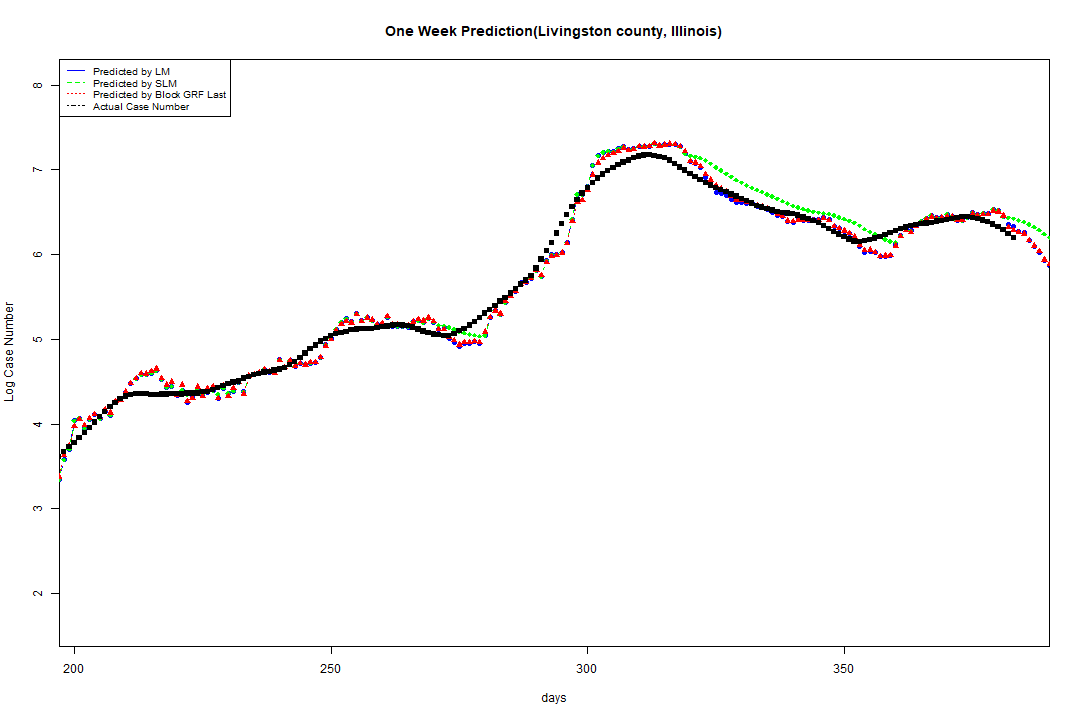 One Week Prediction(Livingston county, Illinois)
Predicted by LM
Predicted by SLM
Predicted by Block GRF Last
Actual Case Number
8
7
6
5
4
3
2
Log Case Number
200
250
300
350
days